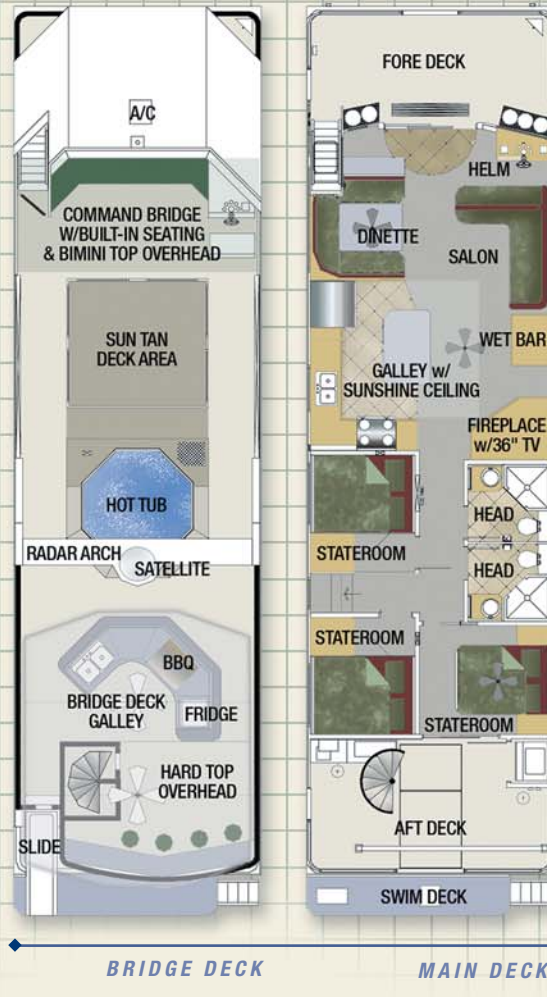 A/C
COMMAND BRIDGE
W/BUILT-IN SEATING
& BIMINI TOP OVERHEAD
SUN TAN
DECK AREA
HOT TUB
RADAR ARCH
SATELLITE
BBQ
BRIDGE DECK
GALLEY
FRIDGE
HARD TOP
OVERHEAD
SLIDE
BRIDGE DECK
FORE DECK
HELM
DINETTE
SALON
WET BAR
GALLEY w/
SUNSHINE CEILING
FIREPLACE
w/36" TV
HEAD
STATEROOM
HEAD
STATEROOM
STATEROOM
AFT DECK
SWIM DECK
MAIN DECK